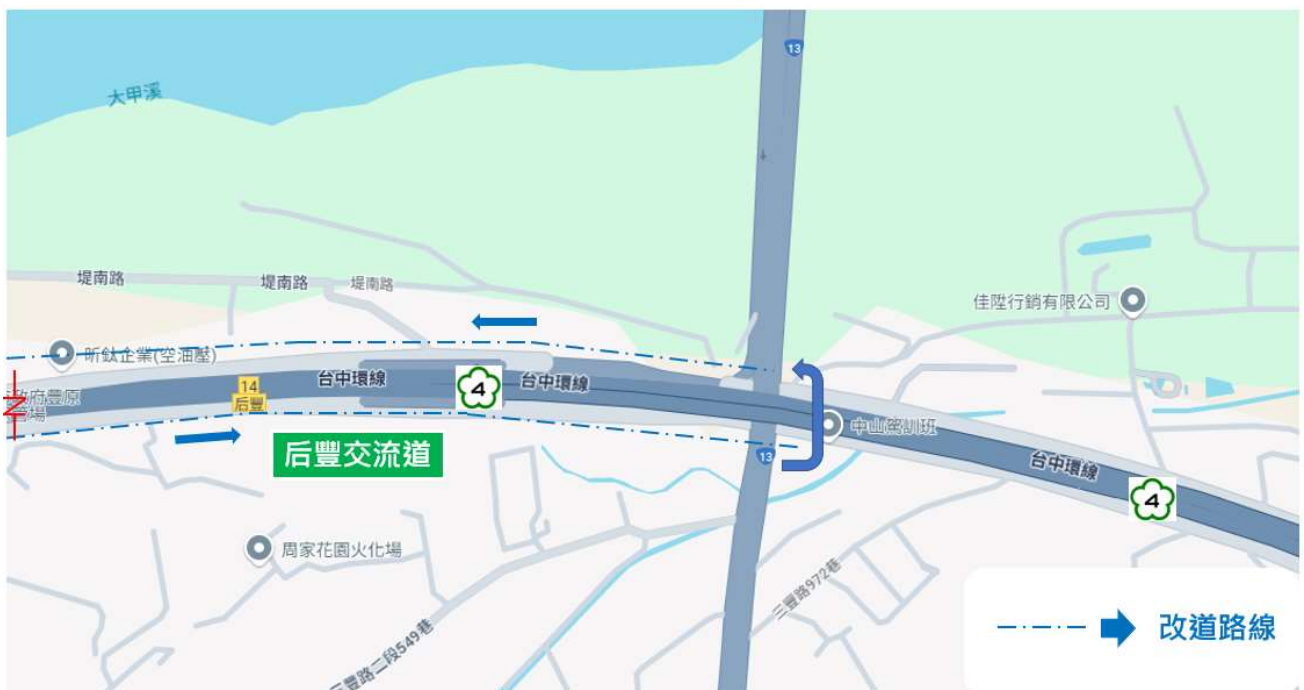 13
大甲溪
堤南路
堤南路
堤南路
佳陞行銷有限公司
昕鈦企業(空油壓)
14
后豐
台中環線
4
台中環線
府豐原
場
中山駕訓班
后豐交流道
13
台中環線
4
周家花園火化場
三豐路972巷
三豐路二段549巷
改道路線